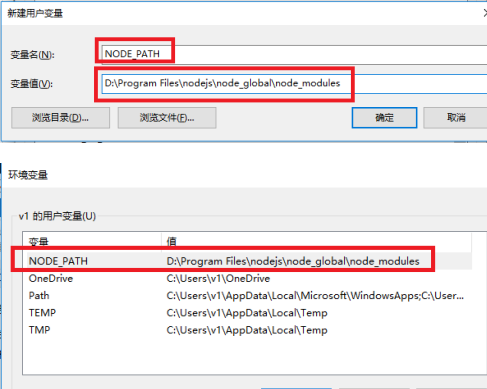 新建用户变量
变量名(N):
NODE_PATH
变量值(V):
D:\Program Files\nodejs\node_global\node_modules
浏览目录(D)... 浏览文件(F)... 确定 取消
环境变量
v1 的用户变量(U)
变量 值
NODE_PATH D:\Program Files\nodejs\node_global\node_modules
OneDrive C:\Users\v1\OneDrive
Path C:\Users\v1\AppData\Local\Microsoft\WindowsApps;C:\User...
TEMP C:\Users\v1\AppData\Local\Temp
TMP C:\Users\v1\AppData\Local\Temp